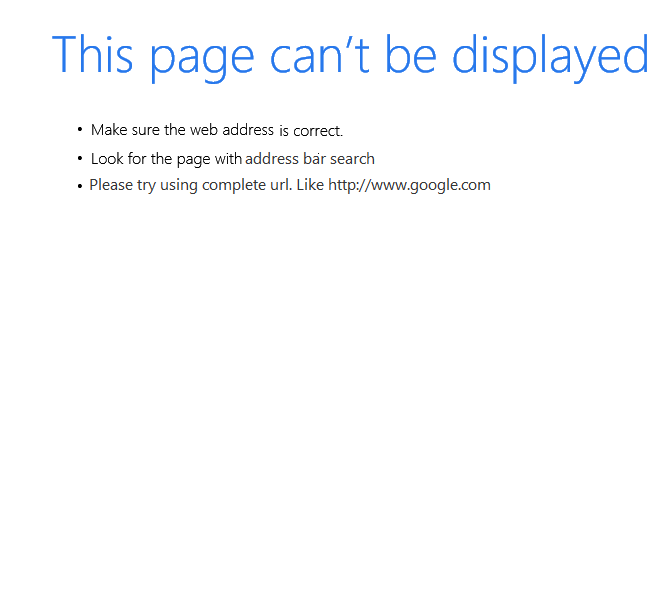 This page can’t be displayed
• Make sure the web address is correct.
• Look for the page with address bar search
• Please try using complete url. Like http://www.google.com